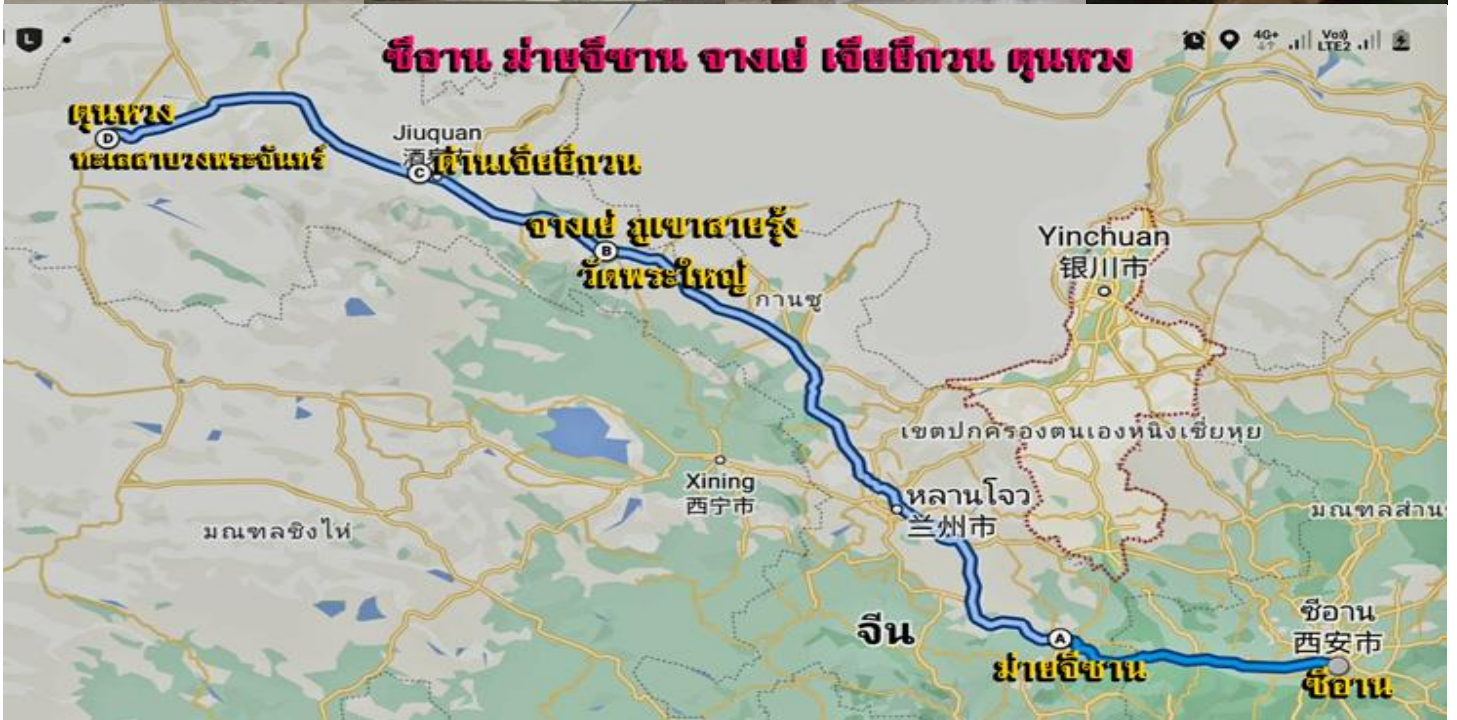 L
4G+
Vo))
LTE2
ซีอาน ม่ายจีซาน จางเย่ เจียยี่กวน ตุนหวง
ตุนหวง
D
ทะเลสาบวงพระจันทร์
Jiuquan
C
ด่านเจียยี่กวน
จางเย่ ภูเขาสายรุ้ง
B
วัดพระใหญ่
กานซู
Yinchuan
银川市
เขตปกครองตนเองหนิงเซี่ยหุย
Xining
西宁市
หลานโจว
兰州市
มณฑลชิงไห่
จีน
A
ม่ายจีซาน
ซีอาน
西安市
ซีอาน